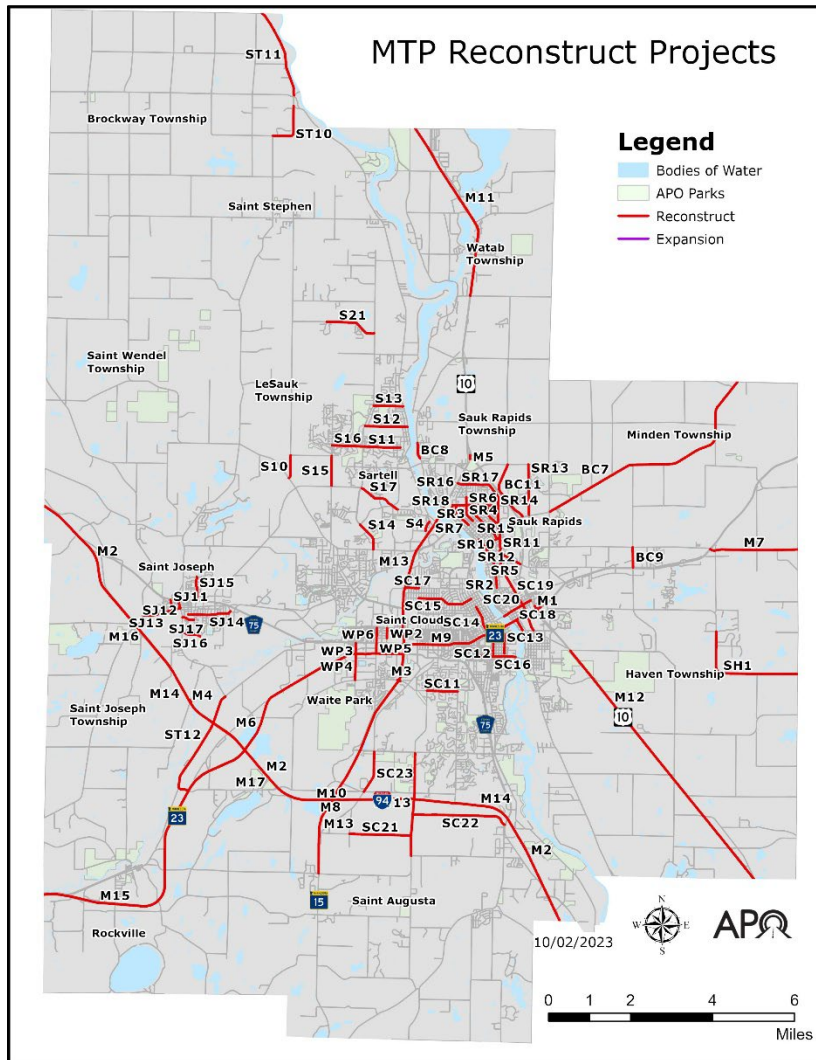 MTP Reconstruct Projects
ST11
Brockway Township
ST10
Legend
Bodies of Water
APO Parks
Reconstruct
Expansion
Saint Stephen
M11
Watab
Township
S21
Saint Wendel
Township
LeSauk
Township
10
S13
S12
S16 S11
Sauk Rapids
Township
Minden Township
BC8
M5
S10
S15
Sartell
S17
SR16
SR17
SR13
BC7
BC11
SR18
SR6
SR14
SR3
SR4
S14
S4
SR7
SR15
Sauk Rapids
SR10
SR11
M2
M13
SR12
BC9
M7
Saint Joseph
SR5
SJ15
SC17
SR2
SC19
SJ11
SC15
SC20
M1
SJ12
SJ13
SJ14
Saint Cloud
SC14
SC18
M16
SJ17
75
WP6
WP2
M9
23
SC13
SJ16
WP3
WP5
SC12
WP4
M3
SC16
SH1
Haven Township
M14
M4
Waite Park
SC11
M12
Saint Joseph
Township
M6
75
10
ST12
M2
SC23
M17
M10
94
13
M14
23
M8
M13
SC21
SC22
M2
M15
15
Saint Augusta
Rockville
10/02/2023
N
W
E
S
APO
0 1 2 4 6
Miles